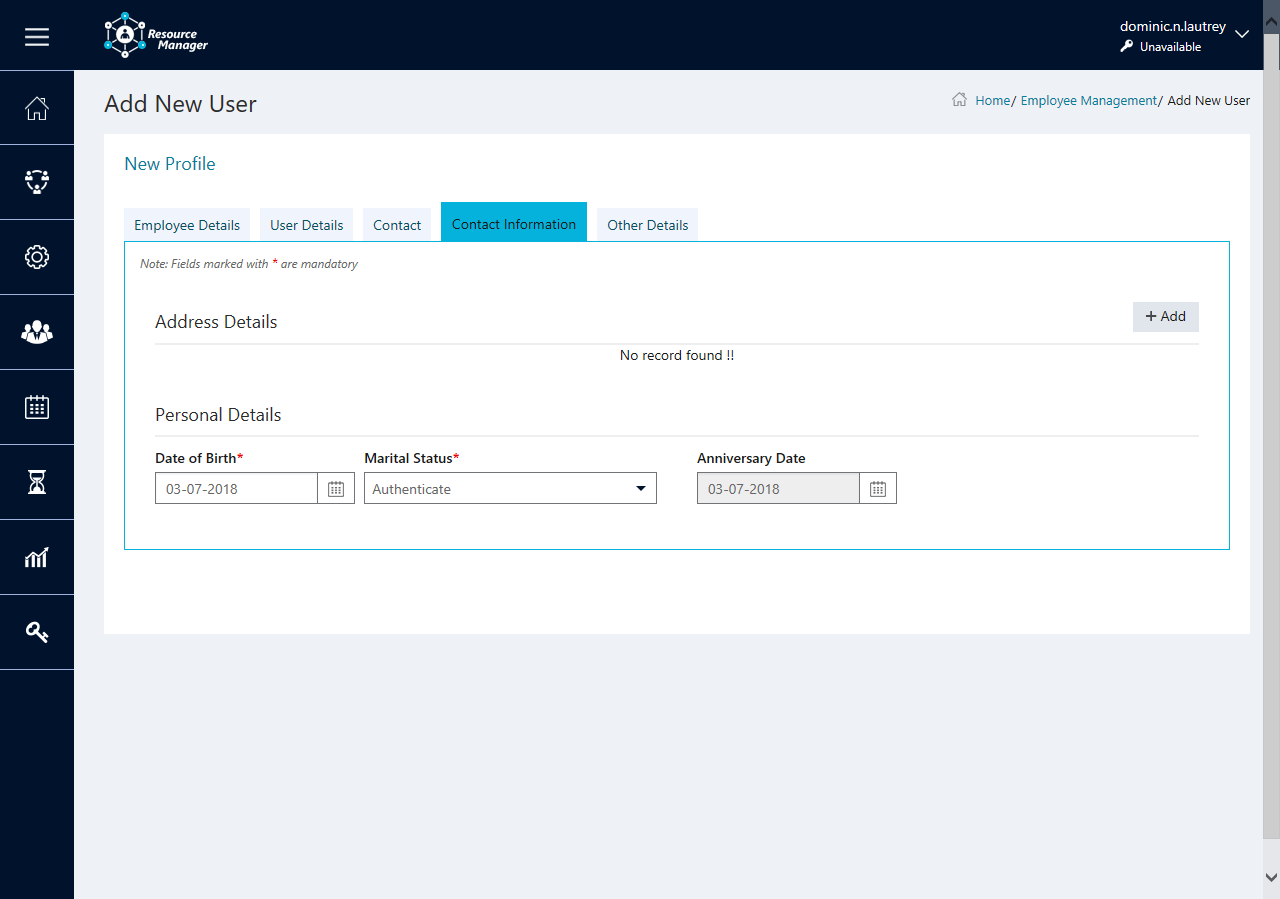 Resource
Manager
dominic.n.lautrey
Unavailable
Add New User
Home/ Employee Management/ Add New User
New Profile
Employee Details User Details Contact Contact Information Other Details
Note: Fields marked with * are mandatory
Address Details
+ Add
No record found !!
Personal Details
Date of Birth* Marital Status* Anniversary Date
03-07-2018 Authenticate 03-07-2018